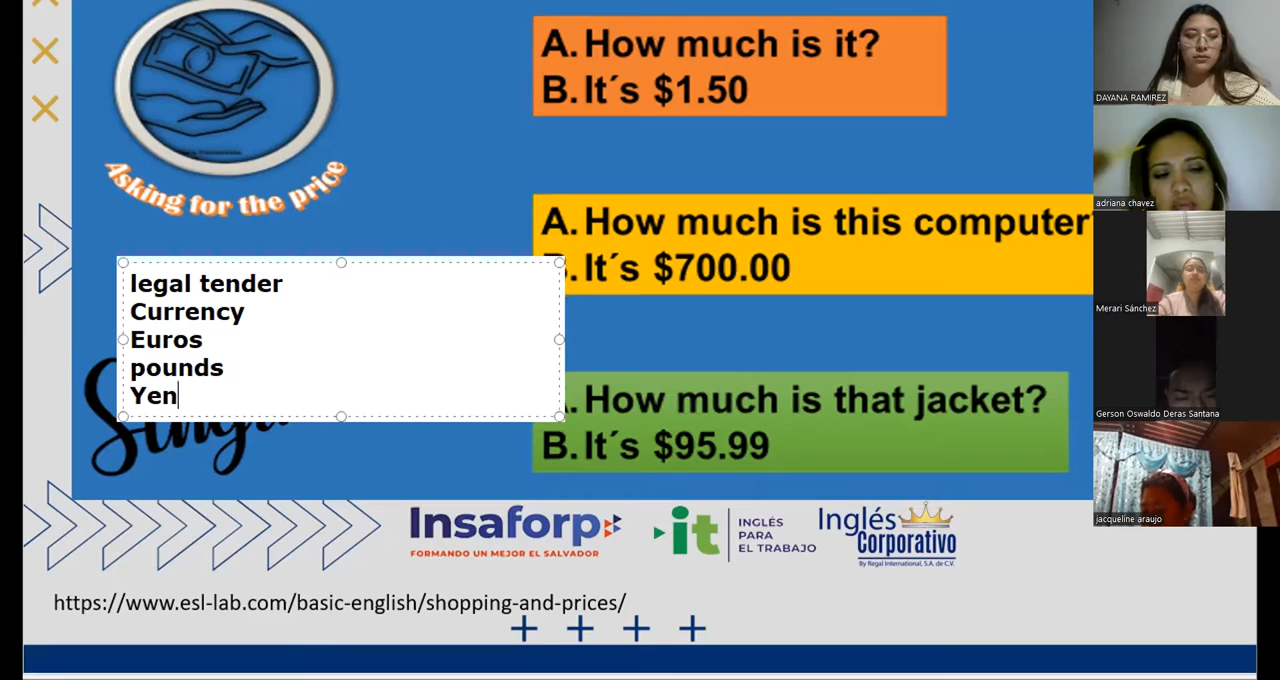 Asking for the price
A. How much is it?
B. It´s $1.50
A. How much is this computer
B. It´s $700.00
legal tender
Currency
Euros
pounds
Yen
A. How much is that jacket?
B. It´s $95.99
Insaforp
FORMANDO UN MEJOR EL SALVADOR
it
INGLÉS
PARA
EL TRABAJO
Inglés
Corporativo
By Regal International, S.A. de C.V.
https://www.esl-lab.com/basic-english/shopping-and-prices/
DAYANA RAMIREZ
adriana chavez
Merari Sánchez
Gerson Oswaldo Deras Santana
jacqueline araujo